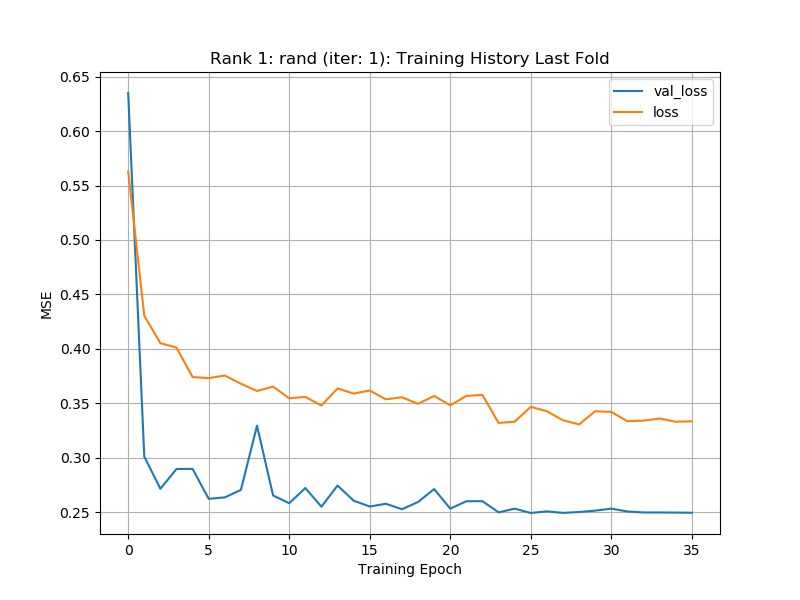 Rank 1: rand (iter: 1): Training History Last Fold
val_loss
loss
0.65
0.60
0.55
0.50
0.45
0.40
0.35
0.30
0.25
MSE
0 5 10 15 20 25 30 35
Training Epoch